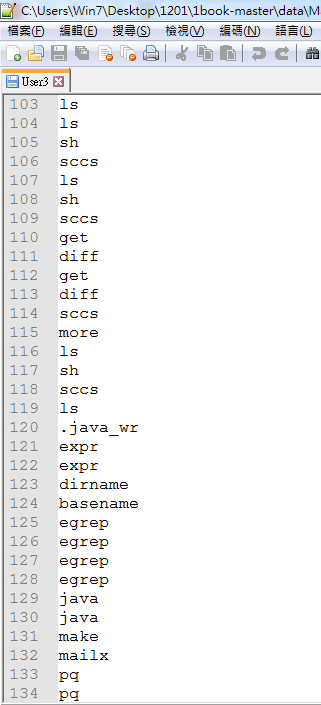 C:\Users\Win7\Desktop\1201\1book-master\data\M
檔案(F) 編輯(E) 搜尋(S) 檢視(V) 編碼(N) 語言(L)
User3
103 ls
104 ls
105 sh
106 sccs
107 ls
108 sh
109 sccs
110 get
111 diff
112 get
113 diff
114 sccs
115 more
116 ls
117 sh
118 sccs
119 ls
120 .java_wr
121 expr
122 expr
123 dirname
124 basename
125 egrep
126 egrep
127 egrep
128 egrep
129 java
130 java
131 make
132 mailx
133 pq
134 pq